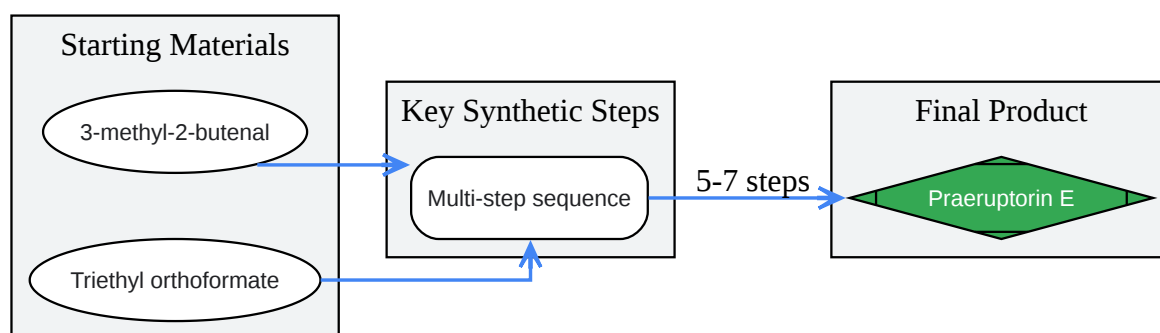 Starting Materials
3-methyl-2-butenal
Triethyl orthoformate
Key Synthetic Steps
Multi-step sequence
5-7 steps
Final Product
Praeruptorin E